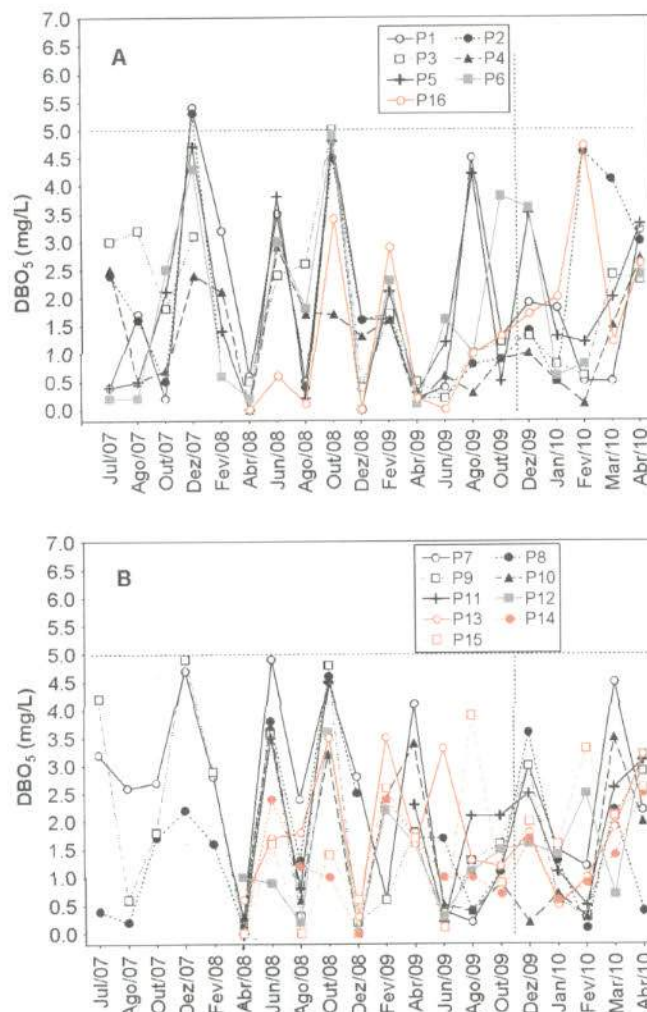 A
DBO5 (mg/L)
7.0
6.5
6.0
5.5
5.0
4.5
4.0
3.5
3.0
2.5
2.0
1.5
1.0
0.5
0.0
P1 P2
P3 P4
P5 P6
P16
Jul/07 Ago/07 Out/07 Dez/07 Fev/08 Abr/08 Jun/08 Ago/08 Out/08 Dez/08 Fev/09 Abr/09 Jun/09 Ago/09 Out/09 Dez/09 Jan/10 Fev/10 Mar/10 Abr/10
B
DBO5 (mg/L)
7.0
6.5
6.0
5.5
5.0
4.5
4.0
3.5
3.0
2.5
2.0
1.5
1.0
0.5
0.0
P7 P8
P9 P10
P11 P12
P13 P14
P15
Jul/07 Ago/07 Out/07 Dez/07 Fev/08 Abr/08 Jun/08 Ago/08 Out/08 Dez/08 Fev/09 Abr/09 Jun/09 Ago/09 Out/09 Dez/09 Jan/10 Fev/10 Mar/10 Abr/10